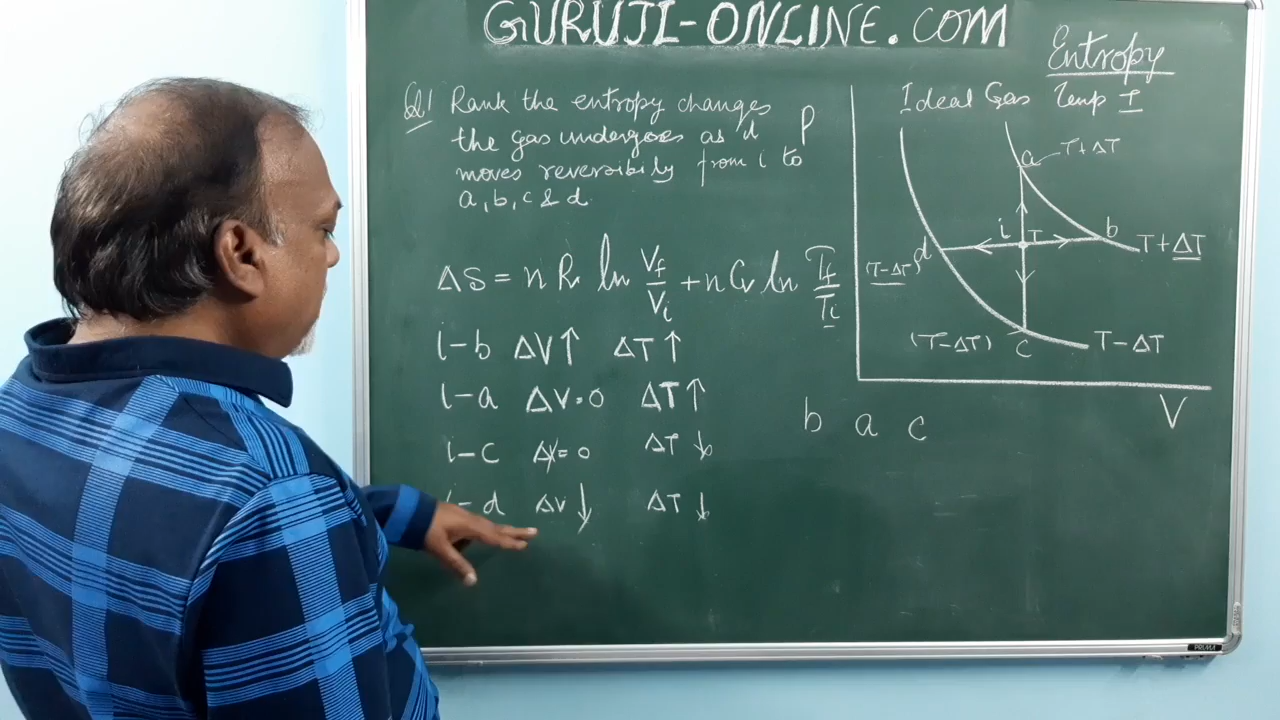 GURUJI-ONLINE.COM
Entropy
Q1 Rank the entropy changes
the gas undergoes as it
moves reversibly from i to
a, b, c & d.
ΔS = n R ln Vf/Vi + n Cv ln Tf/Ti
i-b ΔV↑ ΔT↑
i-a ΔV=0 ΔT↑
i-c ΔV=0 ΔT↓
i-d ΔV↓ ΔT↓
b a c
Ideal Gas Temp T
P
a T+ΔT
i T b T+ΔT
d
(T-ΔT)
(T-ΔT) c T-ΔT
V
PRIMA